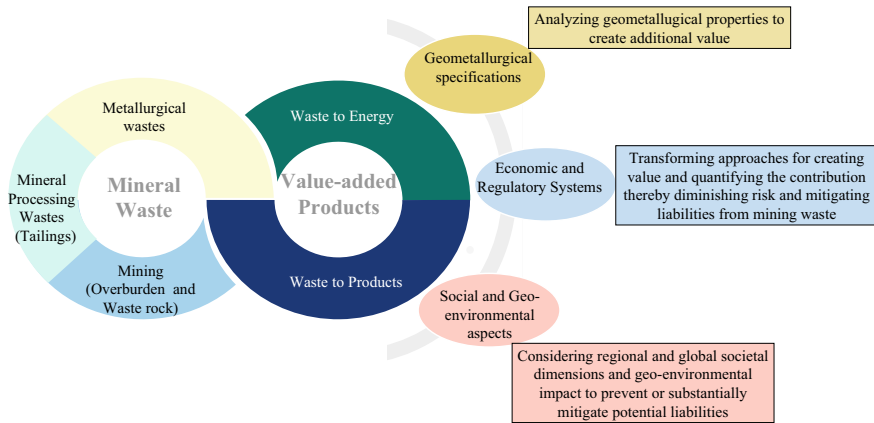 Analyzing geometallugical properties to
create additional value
Geometallurgical
specifications
Metallurgical
wastes
Waste to Energy
Mineral
Processing
Wastes
(Tailings)
Mineral
Waste
Value-added
Products
Economic and
Regulatory Systems
Transforming approaches for creating
value and quantifying the contribution
thereby diminishing risk and mitigating
liabilities from mining waste
Mining
(Overburden and
Waste rock)
Waste to Products
Social and Geo-
environmental
aspects
Considering regional and global societal
dimensions and geo-environmental
impact to prevent or substantially
mitigate potential liabilities